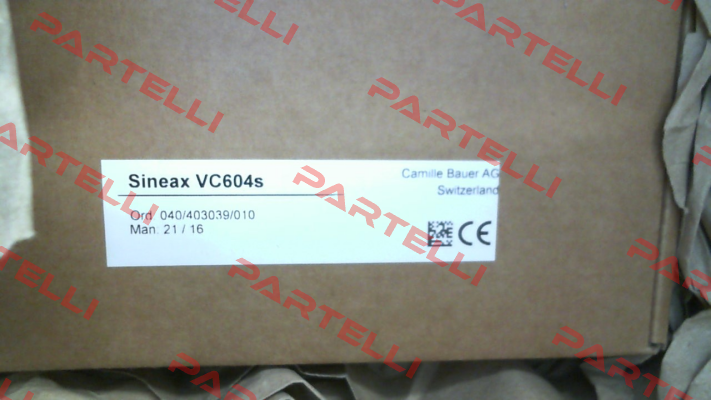 PARTELLI
PARTELLI
PARTELLI
PARTELLI
Sineax VC604s
Camille Bauer AG
Switzerland
Ord. 040/403039/010
Man. 21 / 16
CE
PARTELLI
PARTELLI
PARTELLI
PARTELLI
PARTELLI